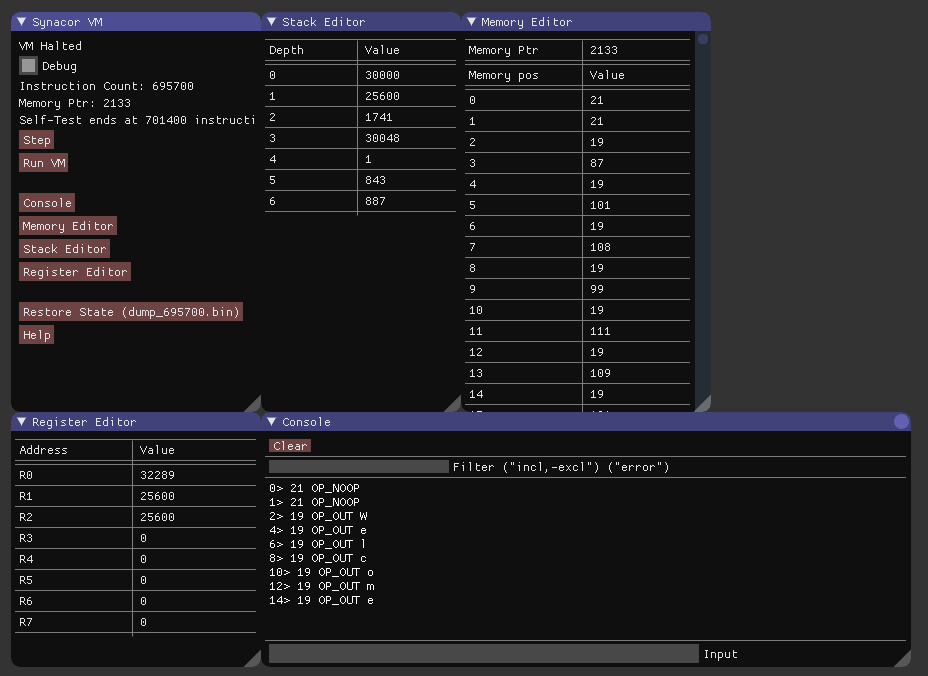 Synacor VM
VM Halted
Debug
Instruction Count: 695700
Memory Ptr: 2133
Self-Test ends at 701400 instructi
Step
Run VM
Console
Memory Editor
Stack Editor
Register Editor
Restore State (dump_695700.bin)
Help
Stack Editor
Depth Value
0 30000
1 25600
2 1741
3 30048
4 1
5 843
6 887
Memory Editor
Memory Ptr 2133
Memory pos Value
0 21
1 21
2 19
3 87
4 19
5 101
6 19
7 108
8 19
9 99
10 19
11 111
12 19
13 109
14 19
Register Editor
Address Value
R0 32289
R1 25600
R2 25600
R3 0
R4 0
R5 0
R6 0
R7 0
Console
Clear
Filter ("incl,-excl") ("error")
0> 21 OP_NOOP
1> 21 OP_NOOP
2> 19 OP_OUT W
4> 19 OP_OUT e
6> 19 OP_OUT l
8> 19 OP_OUT c
10> 19 OP_OUT o
12> 19 OP_OUT m
14> 19 OP_OUT e
Input